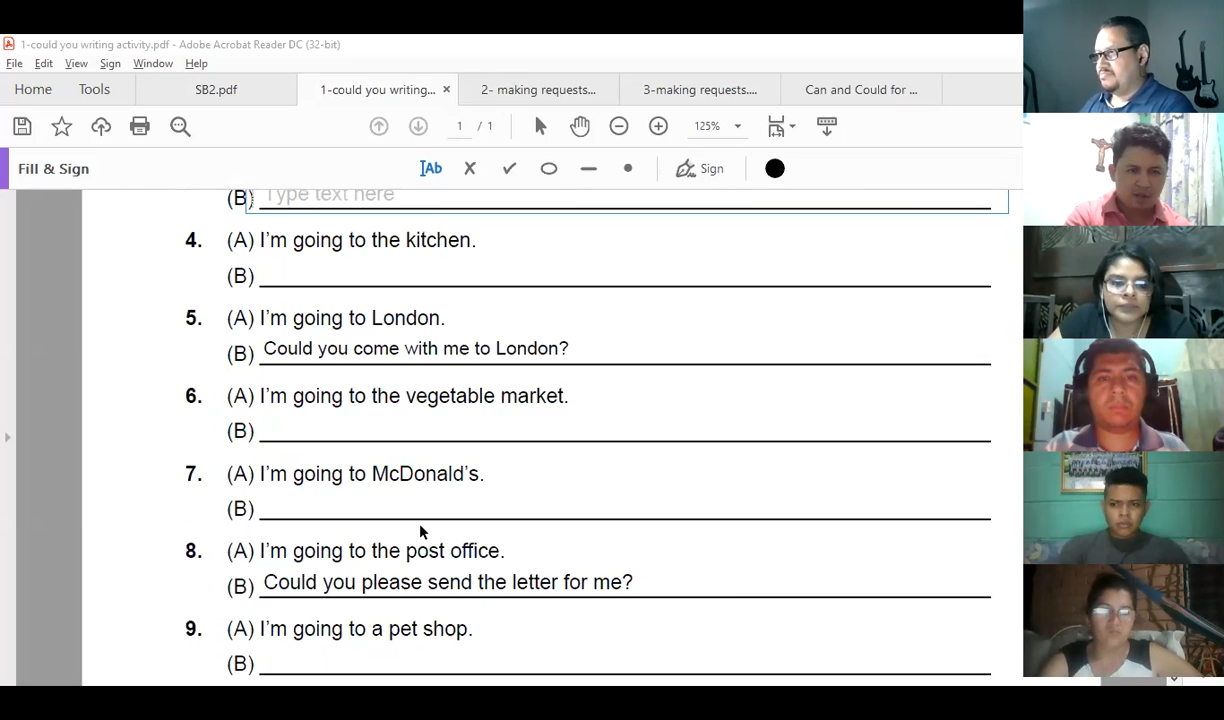 1-could you writing activity.pdf - Adobe Acrobat Reader DC (32-bit)
File Edit View Sign Window Help
Home Tools SB2.pdf 1-could you writing... × 2- making requests... 3-making requests.... Can and Could for ...
1 / 1 125%
Fill & Sign Ab Sign
(B) Type text here
4. (A) I'm going to the kitchen.
(B)
5. (A) I'm going to London.
(B) Could you come with me to London?
6. (A) I'm going to the vegetable market.
(B)
7. (A) I'm going to McDonald's.
(B)
8. (A) I'm going to the post office.
(B) Could you please send the letter for me?
9. (A) I'm going to a pet shop.
(B)